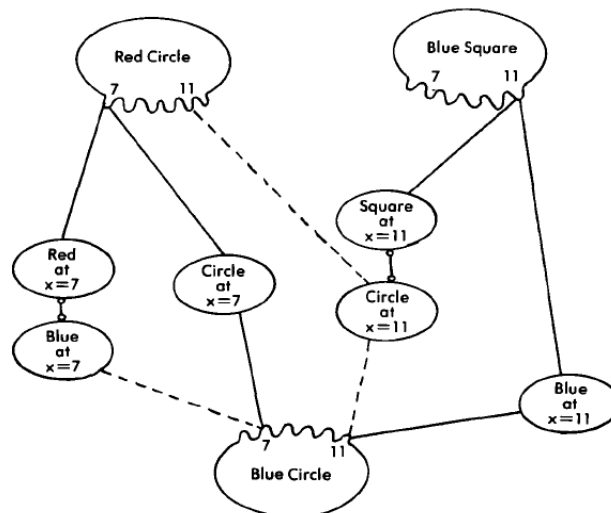 Red Circle
7 11
Blue Square
7 11
Square
at
x=11
Red
at
x=7
Circle
at
x=7
Circle
at
x=11
Blue
at
x=7
Blue
at
x=11
7 11
Blue Circle